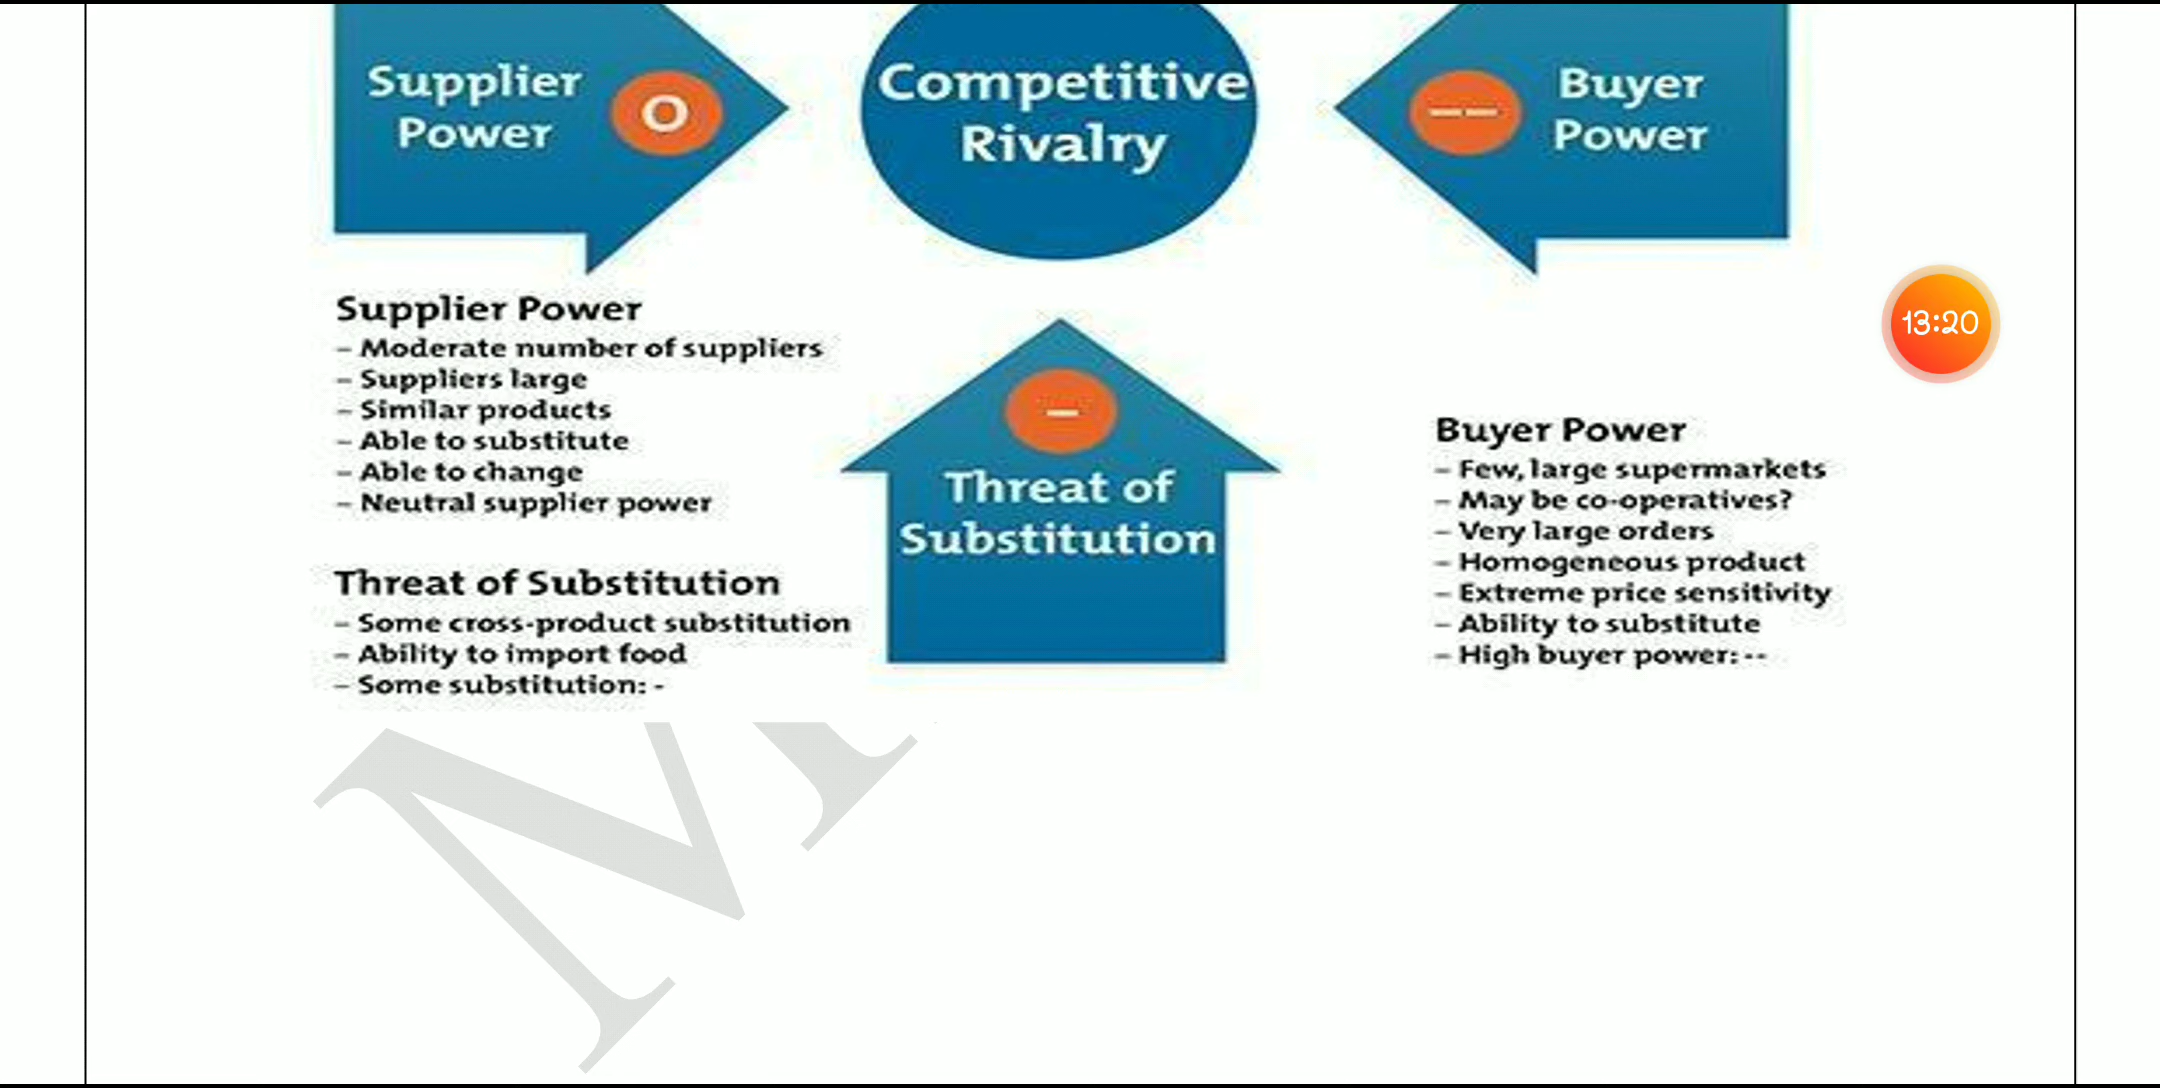 Supplier
Power
O
Competitive
Rivalry
——
Buyer
Power
13:20
Supplier Power
– Moderate number of suppliers
– Suppliers large
– Similar products
– Able to substitute
– Able to change
– Neutral supplier power
Threat of Substitution
– Some cross-product substitution
– Ability to import food
– Some substitution: -
–
Threat of
Substitution
Buyer Power
– Few, large supermarkets
– May be co-operatives?
– Very large orders
– Homogeneous product
– Extreme price sensitivity
– Ability to substitute
– High buyer power: --
M